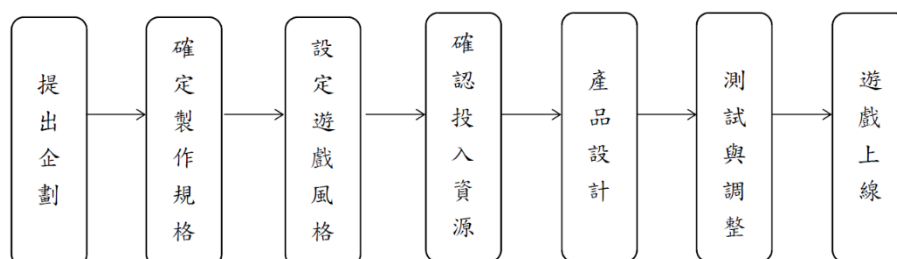 提出企劃
確定製作規格
設定遊戲風格
確認投入資源
產品設計
測試與調整
遊戲上線